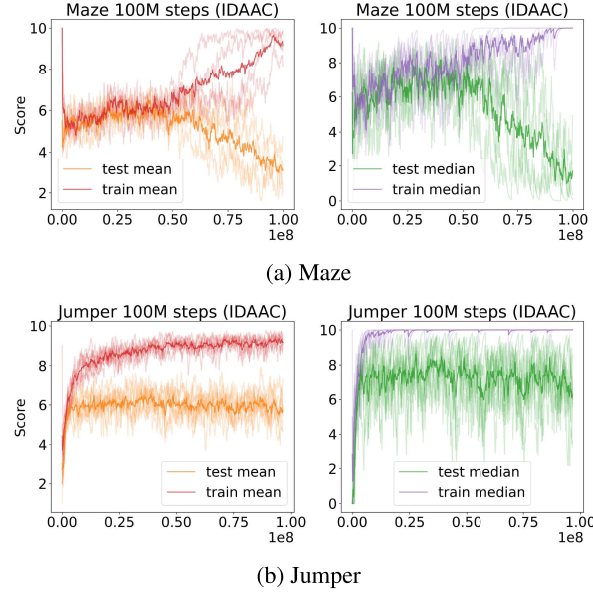 Maze 100M steps (IDAAC)
Maze 100M steps (IDAAC)
10
8
6
4
2
Score
test mean
train mean
0.00 0.25 0.50 0.75 1.00
1e8
10
8
6
4
2
0
test median
train median
0.00 0.25 0.50 0.75 1.00
1e8
(a) Maze
Jumper 100M steps (IDAAC)
Jumper 100M steps (IDAAC)
10
8
6
4
2
Score
test mean
train mean
0.00 0.25 0.50 0.75 1.00
1e8
10
8
6
4
2
0
test median
train median
0.00 0.25 0.50 0.75 1.00
1e8
(b) Jumper